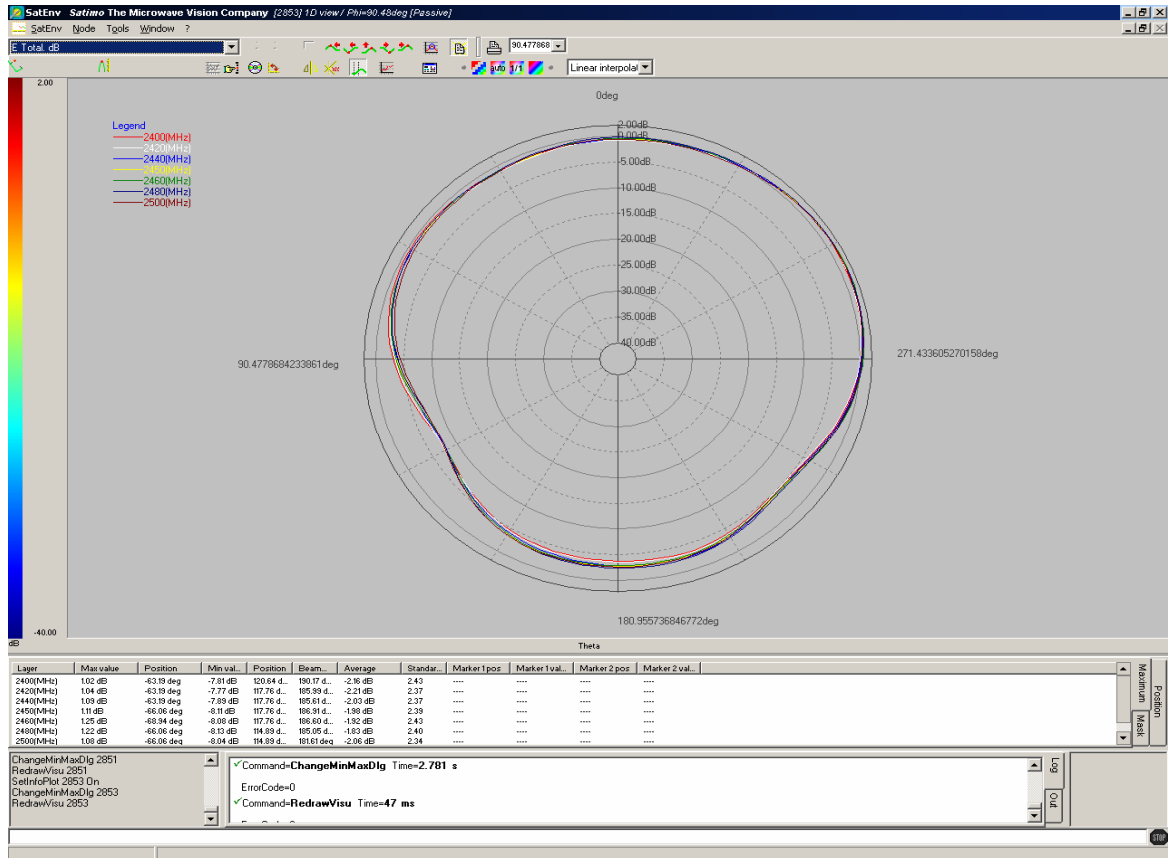 SatEnv Satimo The Microwave Vision Company [2853] 1D view / Phi=90.48deg [Passive]
SatEnv Node Tools Window ?
E Total. dB
90.477868
auto 1/1 Linear interpolat
2.00
-40.00
dB
Legend
2400(MHz)
2420(MHz)
2440(MHz)
2450(MHz)
2460(MHz)
2480(MHz)
2500(MHz)
0deg
2.00dB
0.00dB
-5.00dB
-10.00dB
-15.00dB
-20.00dB
-25.00dB
-30.00dB
-35.00dB
-40.00dB
90.4778684233861deg
271.433605270158deg
180.955736846772deg
Theta
Layer Max value Position Min val... Position Beam... Average Standar... Marker 1 pos Marker 1 val... Marker 2 pos Marker 2 val...
2400(MHz) 1.02 dB -63.19 deg -7.81 dB 120.64 d... 190.17 d... -2.16 dB 2.43 ---- ---- ---- ----
2420(MHz) 1.04 dB -63.19 deg -7.77 dB 117.76 d... 185.99 d... -2.21 dB 2.37 ---- ---- ---- ----
2440(MHz) 1.09 dB -63.19 deg -7.89 dB 117.76 d... 185.61 d... -2.03 dB 2.37 ---- ---- ---- ----
2450(MHz) 1.11 dB -66.06 deg -8.11 dB 117.76 d... 186.91 d... -1.98 dB 2.39 ---- ---- ---- ----
2460(MHz) 1.25 dB -68.94 deg -8.08 dB 117.76 d... 186.60 d... -1.92 dB 2.43 ---- ---- ---- ----
2480(MHz) 1.22 dB -66.06 deg -8.13 dB 114.89 d... 185.05 d... -1.83 dB 2.40 ---- ---- ---- ----
2500(MHz) 1.08 dB -66.06 deg -8.04 dB 114.89 d... 181.61 deg -2.06 dB 2.34 ---- ---- ---- ----
Maximum
Mask
Position
ChangeMinMaxDlg 2851
RedrawVisu 2851
SetInfoPlot 2853 On
ChangeMinMaxDlg 2853
RedrawVisu 2853
Command=ChangeMinMaxDlg Time=2.781 s
ErrorCode=0
Command=RedrawVisu Time=47 ms
Log
Out
STOP